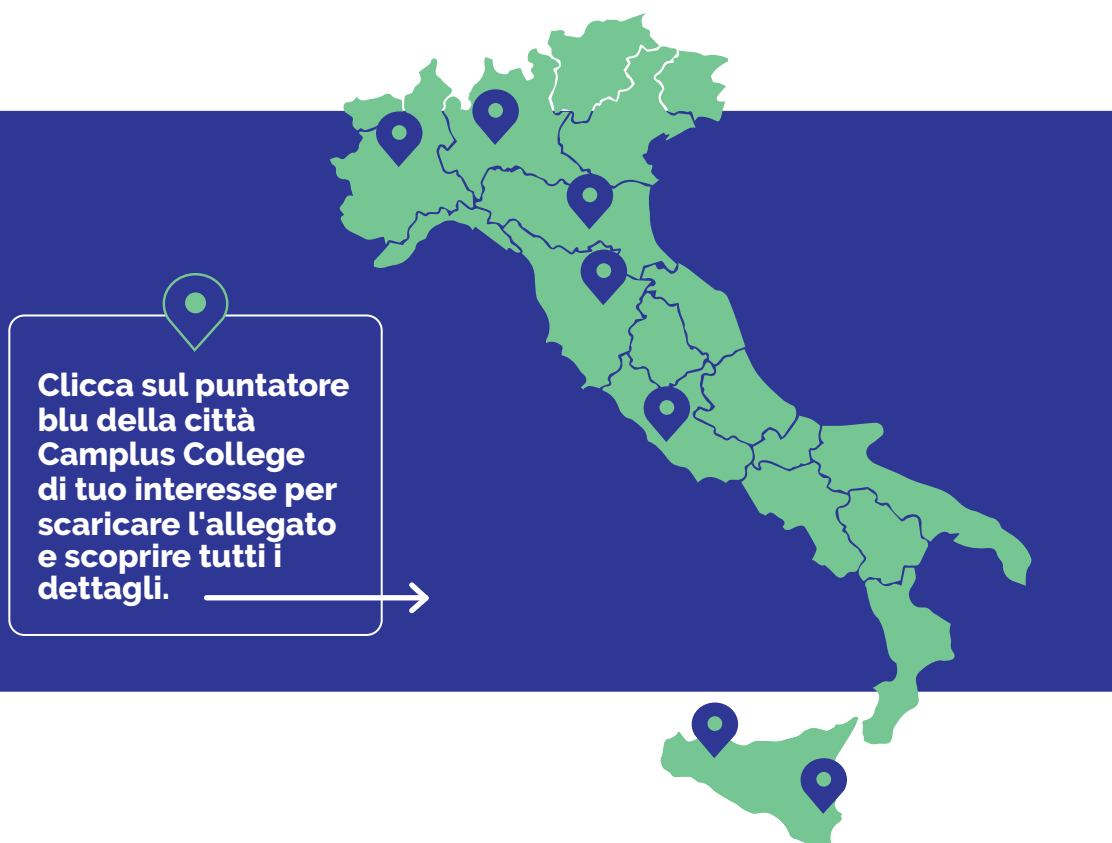 Clicca sul puntatore
blu della città
Camplus College
di tuo interesse per
scaricare l'allegato
e scoprire tutti i
dettagli.